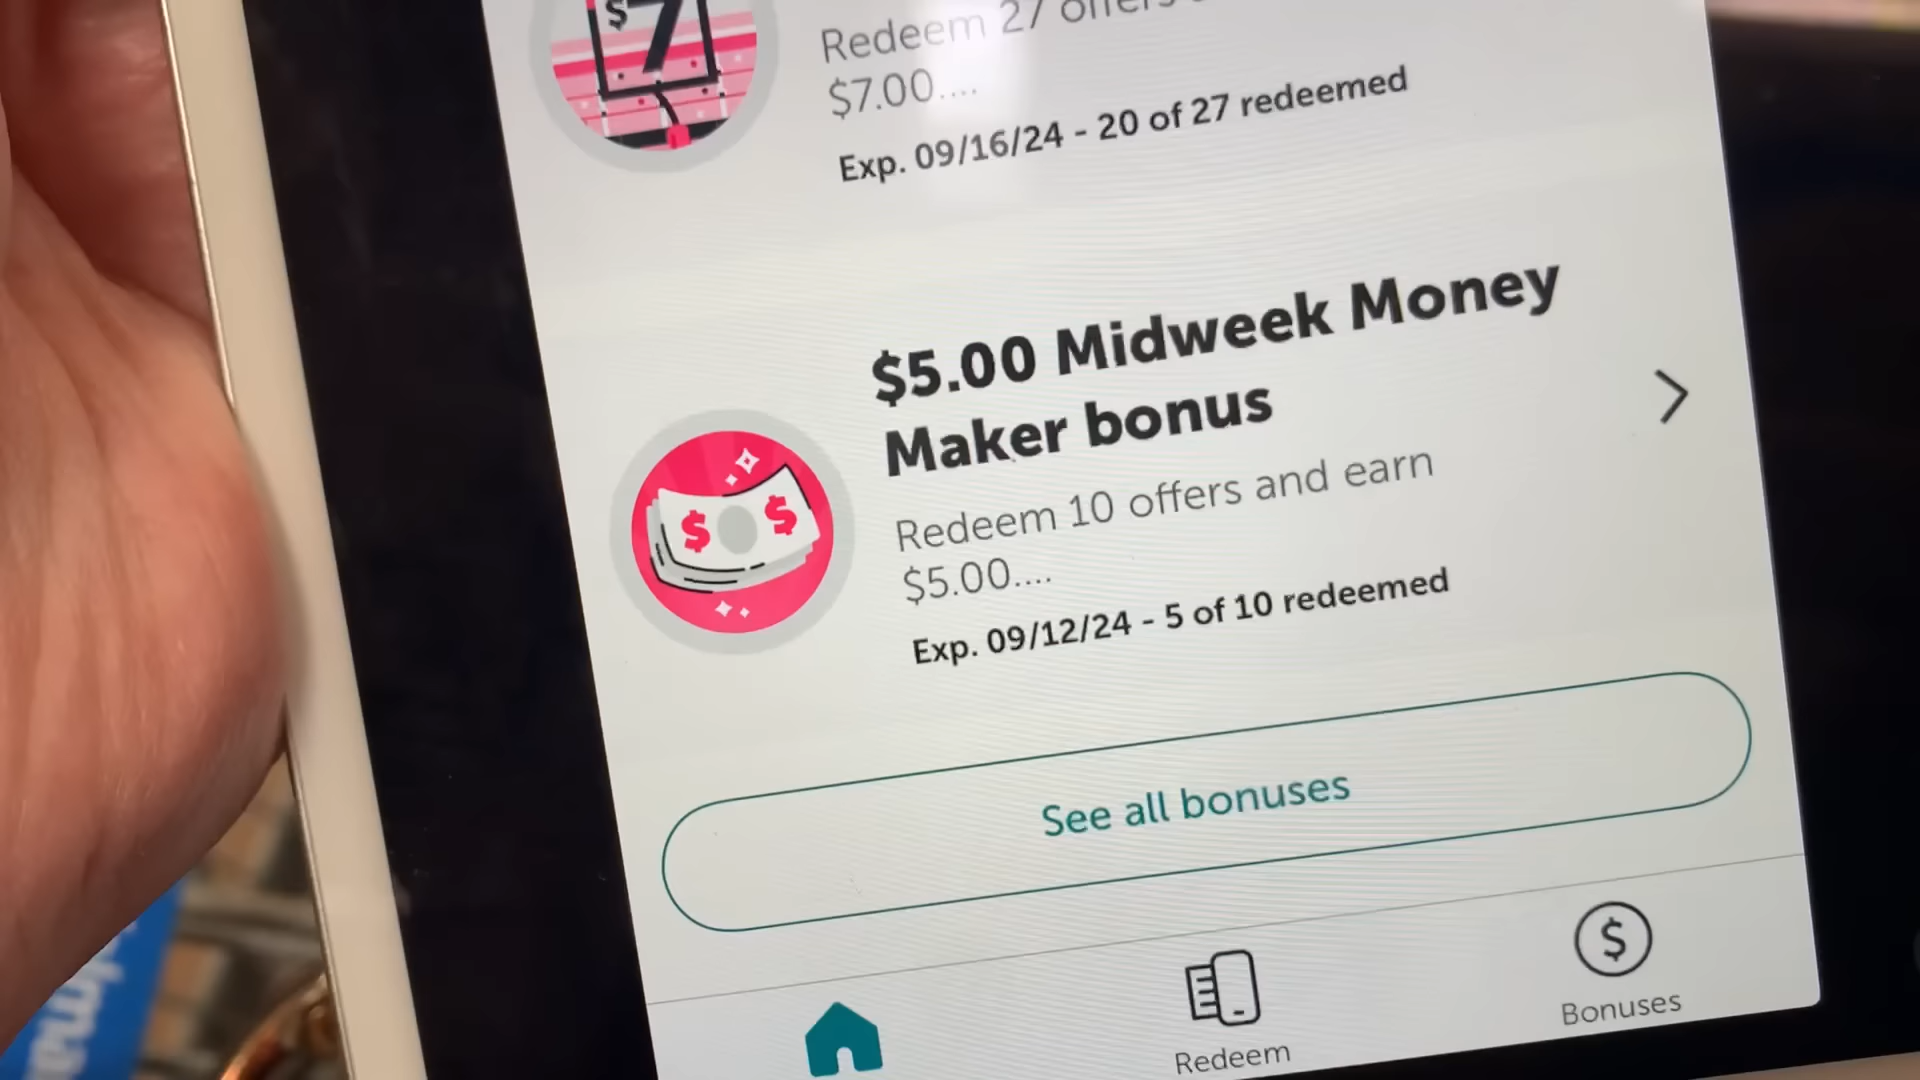 $7
Redeem 27 offers
$7.00....
Exp. 09/16/24 - 20 of 27 redeemed
$5.00 Midweek Money
Maker bonus
Redeem 10 offers and earn
$5.00....
Exp. 09/12/24 - 5 of 10 redeemed
$ $
See all bonuses
$
Redeem
Bonuses